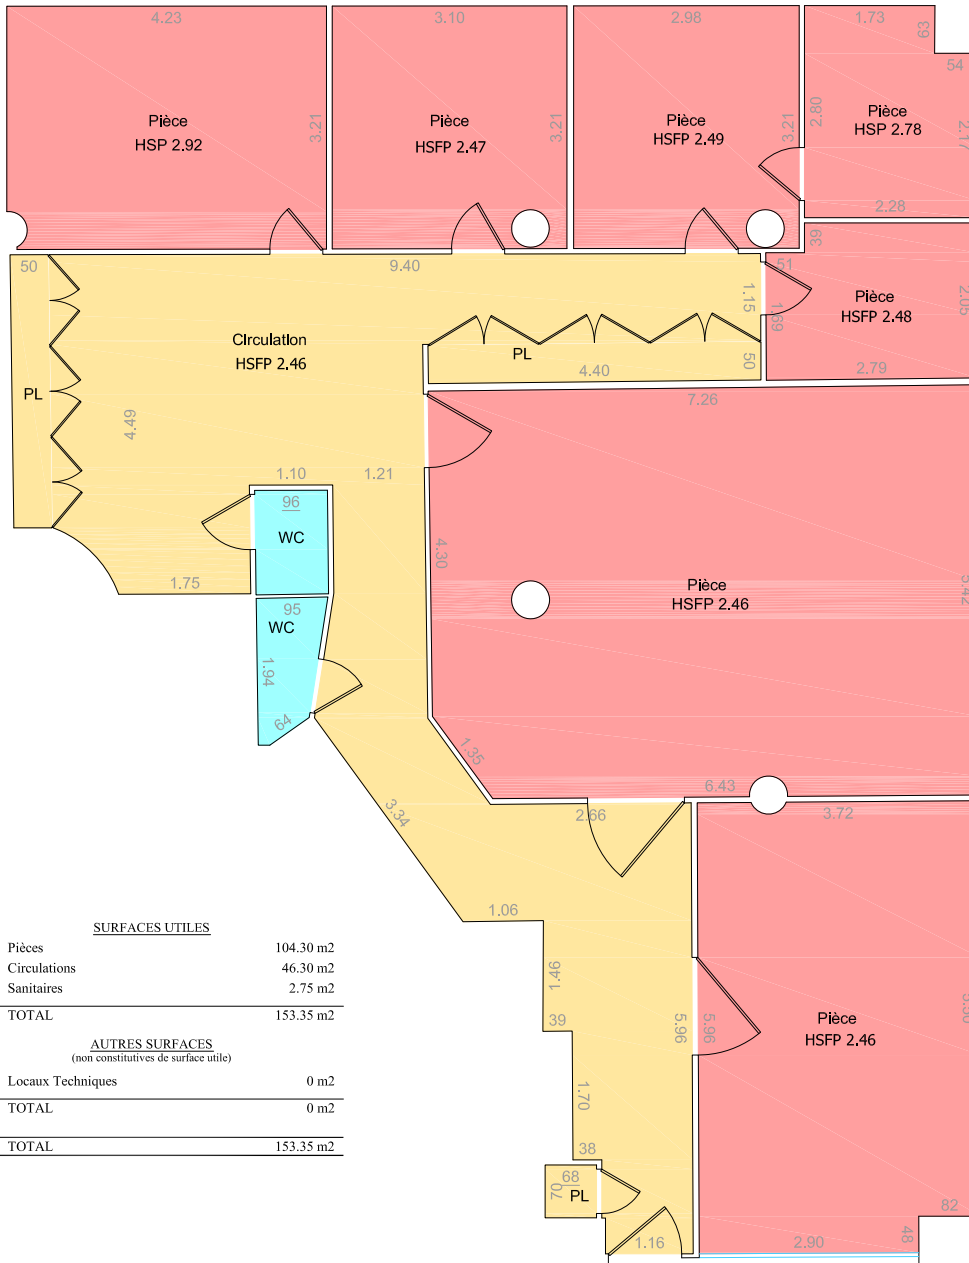 4.23
3.10
2.98
1.73
63
54
Pièce
HSP 2.92
3.21
Pièce
HSFP 2.47
3.21
Pièce
HSFP 2.49
3.21
2.80
Pièce
HSP 2.78
2.17
2.28
39
50
9.40
51
1.15
1.69
Pièce
HSFP 2.48
2.05
CIrculation
HSFP 2.46
PL
4.40
50
2.79
PL
4.49
7.26
1.10
1.21
96
WC
4.30
Pièce
HSFP 2.46
5.42
1.75
95
WC
1.94
64
1.35
6.43
3.34
2.66
3.72
1.06
1.46
39
5.96
5.96
Pièce
HSFP 2.46
1.70
38
68
70
PL
1.16
2.90
48
82
SURFACES UTILES
Pièces 104.30 m2
Circulations 46.30 m2
Sanitaires 2.75 m2
TOTAL 153.35 m2
AUTRES SURFACES
(non constitutives de surface utile)
Locaux Techniques 0 m2
TOTAL 0 m2
TOTAL 153.35 m2